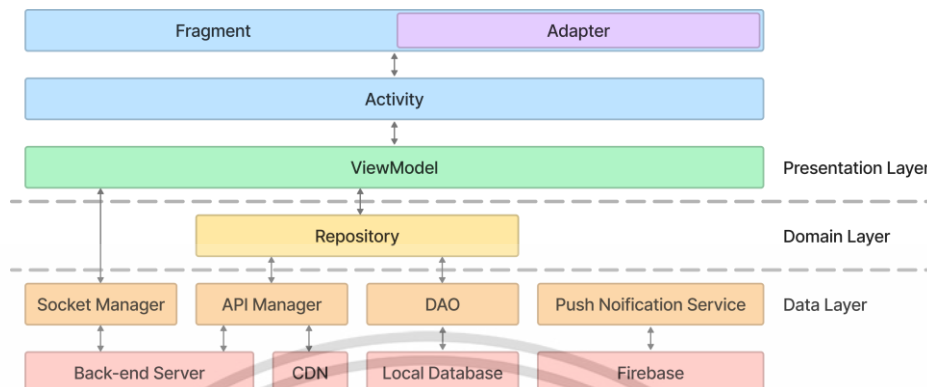 Fragment
Adapter
Activity
ViewModel
Presentation Layer
Repository
Domain Layer
Socket Manager
API Manager
DAO
Push Noification Service
Data Layer
Back-end Server
CDN
Local Database
Firebase